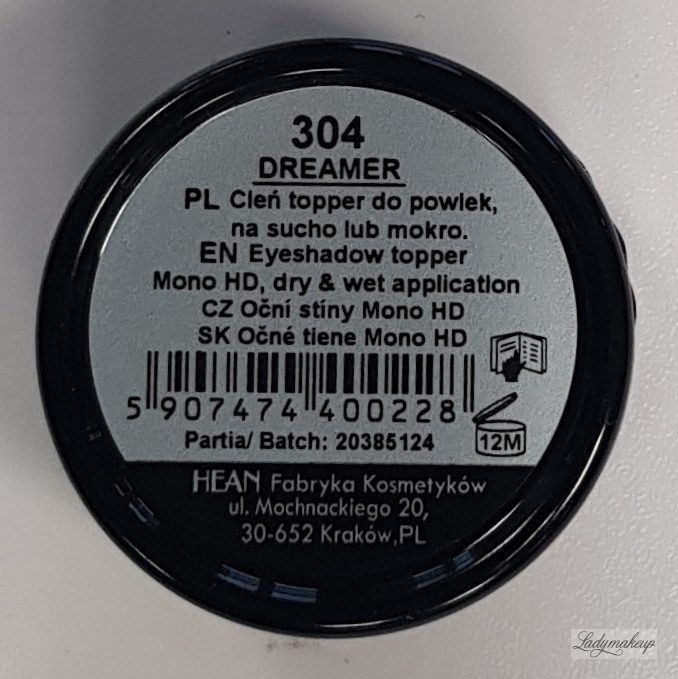 304
DREAMER
PL Cień topper do powiek,
na sucho lub mokro.
EN Eyeshadow topper
Mono HD, dry & wet application
CZ Oční stíny Mono HD
SK Očné tiene Mono HD
5 907474 400228
Partia/ Batch: 20385124
12M
HEAN Fabryka Kosmetyków
ul. Mochnackiego 20,
30-652 Kraków,PL
Ladymakeup